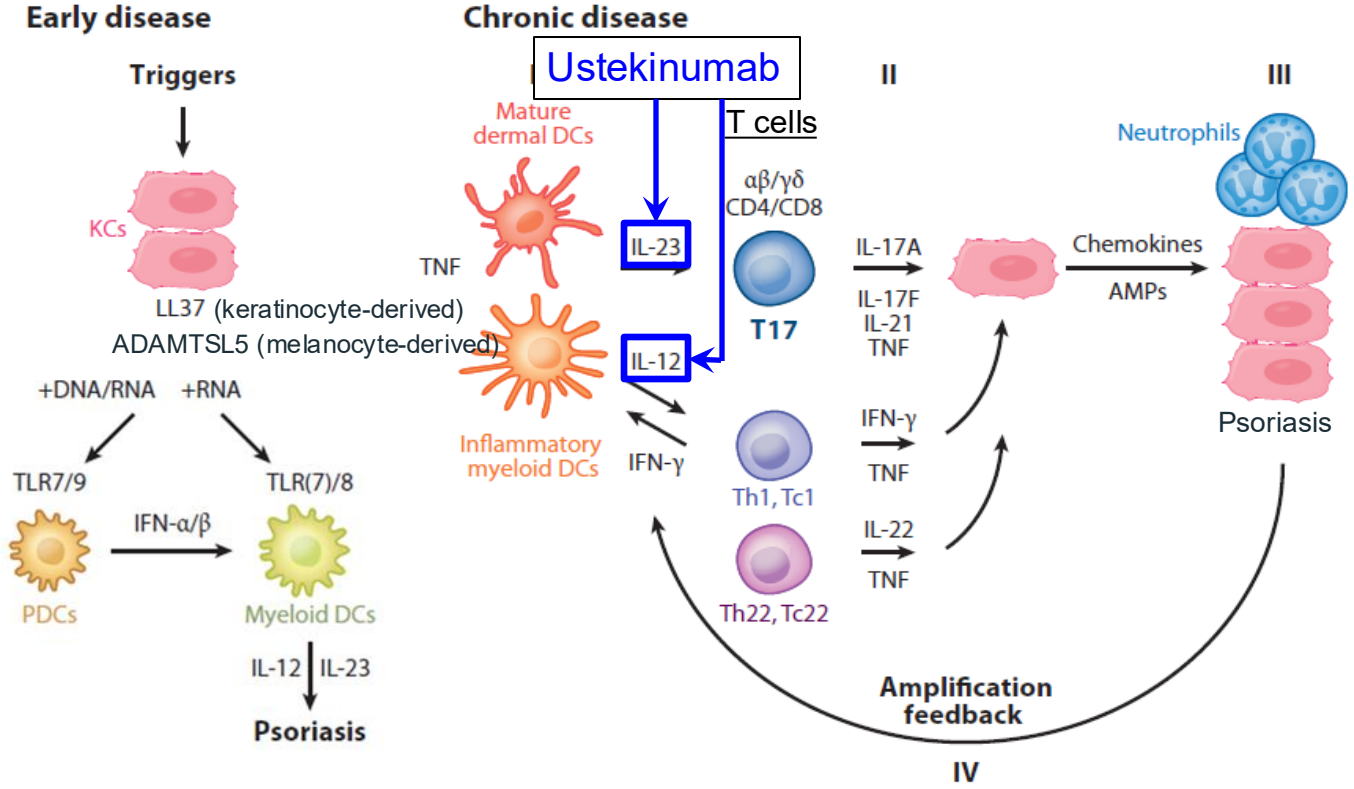 Early disease
Triggers
KCs
LL37 (keratinocyte-derived)
ADAMTSL5 (melanocyte-derived)
+DNA/RNA +RNA
TLR7/9
TLR(7)/8
IFN-α/β
PDCs
Myeloid DCs
IL-12 IL-23
Psoriasis
Chronic disease
Ustekinumab
Mature
dermal DCs
TNF
IL-23
IL-12
Inflammatory
myeloid DCs
IFN-γ
T cells
αβ/γδ
CD4/CD8
T17
Th1, Tc1
Th22, Tc22
II
IL-17A
IL-17F
IL-21
TNF
IFN-γ
TNF
IL-22
TNF
Chemokines
AMPs
III
Neutrophils
Psoriasis
Amplification
feedback
IV